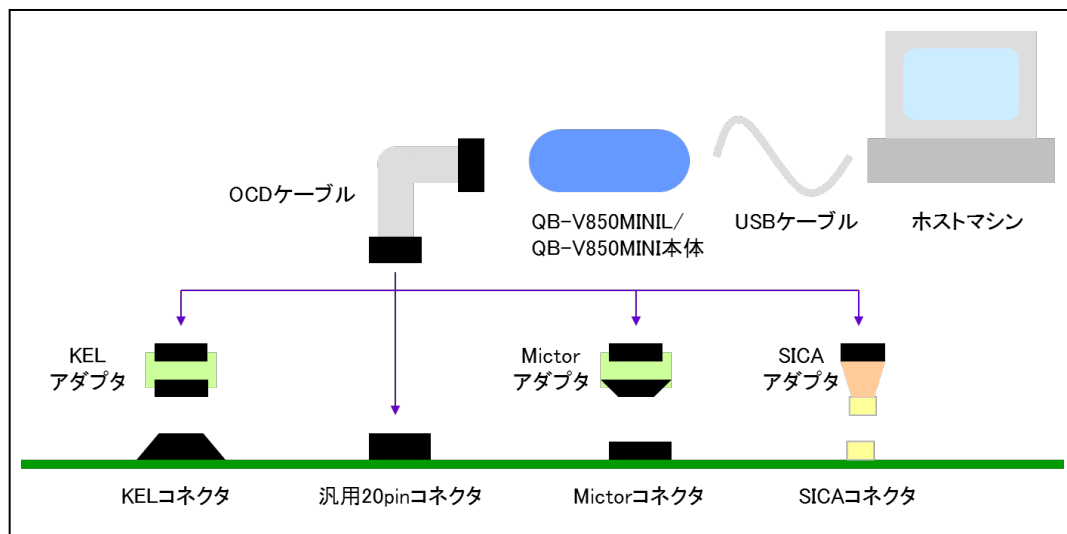 OCDケーブル
QB-V850MINIL/
QB-V850MINI本体
USBケーブル
ホストマシン
KEL
アダプタ
Mictor
アダプタ
SICA
アダプタ
KELコネクタ
汎用20pinコネクタ
Mictorコネクタ
SICAコネクタ